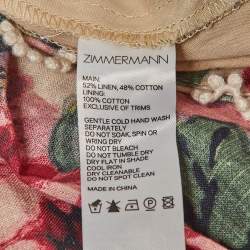 ZIMMERMANN
MAIN:
52% LINEN, 48% COTTON
LINING:
100% COTTON
EXCLUSIVE OF TRIMS
GENTLE COLD HAND WASH
SEPARATELY
DO NOT SOAK, SPIN OR
WRING DRY
DO NOT BLEACH
DO NOT TUMBLE DRY
DRY FLAT IN SHADE
COOL IRON
DRY CLEANABLE
DO NOT SPOT CLEAN
MADE IN CHINA